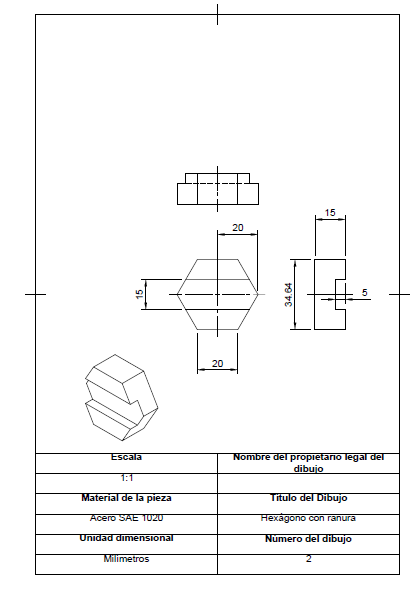 15
20
15
34.64
5
20
Escala
Nombre del propietario legal del
dibujo
1:1
Material de la pieza
Titulo del Dibujo
Acero SAE 1020
Hexágono con ranura
Unidad dimensional
Número del dibujo
Milímetros
2